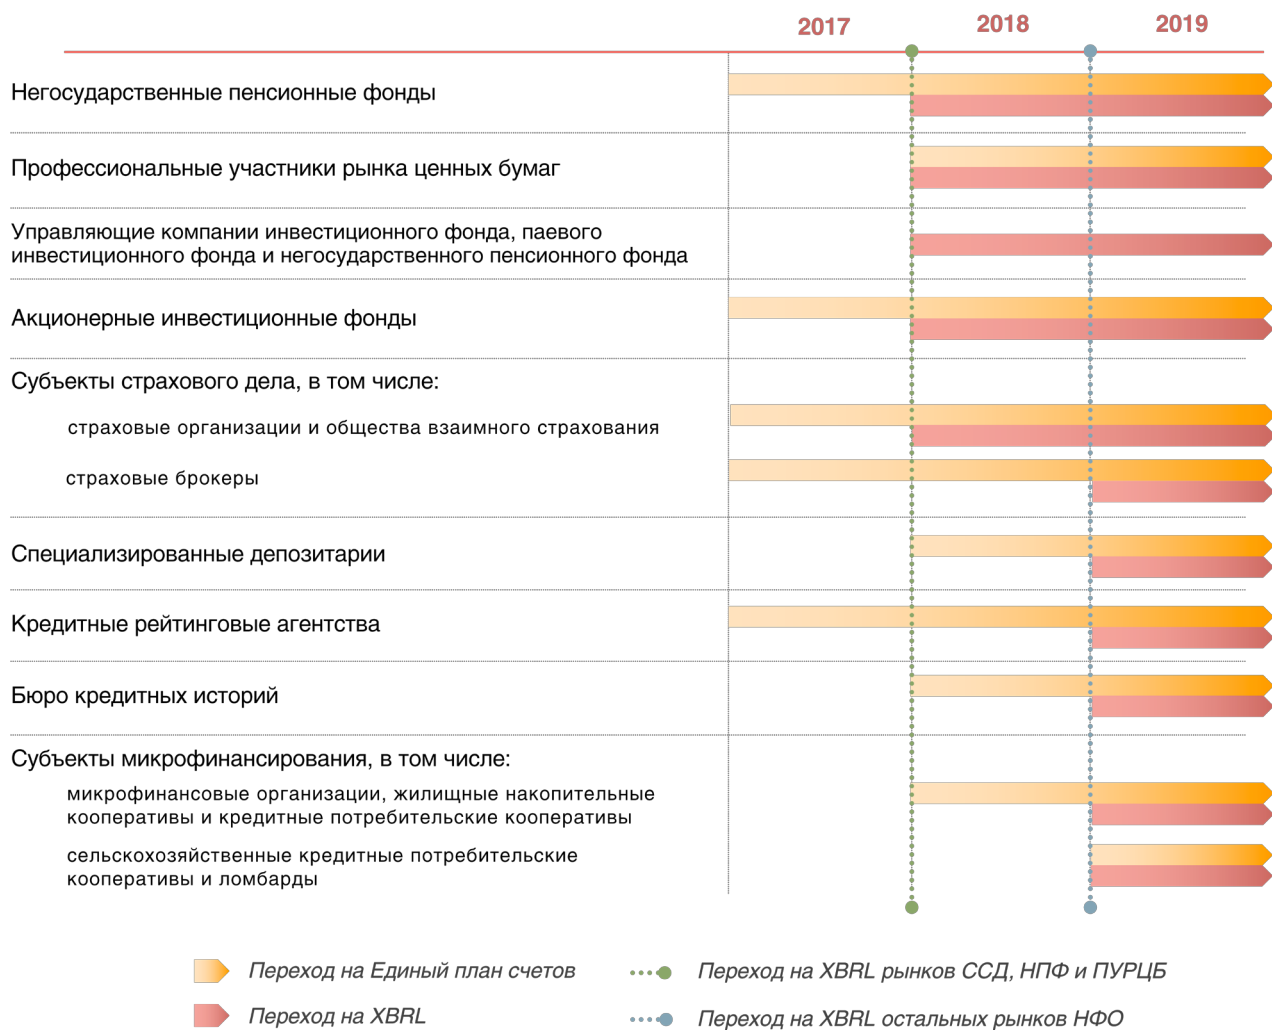 2017 2018 2019
Негосударственные пенсионные фонды
Профессиональные участники рынка ценных бумаг
Управляющие компании инвестиционного фонда, паевого
инвестиционного фонда и негосударственного пенсионного фонда
Акционерные инвестиционные фонды
Субъекты страхового дела, в том числе:
страховые организации и общества взаимного страхования
страховые брокеры
Специализированные депозитарии
Кредитные рейтинговые агентства
Бюро кредитных историй
Субъекты микрофинансирования, в том числе:
микрофинансовые организации, жилищные накопительные
кооперативы и кредитные потребительские кооперативы
сельскохозяйственные кредитные потребительские
кооперативы и ломбарды
Переход на Единый план счетов
Переход на XBRL рынков ССД, НПФ и ПУРЦБ
Переход на XBRL
Переход на XBRL остальных рынков НФО